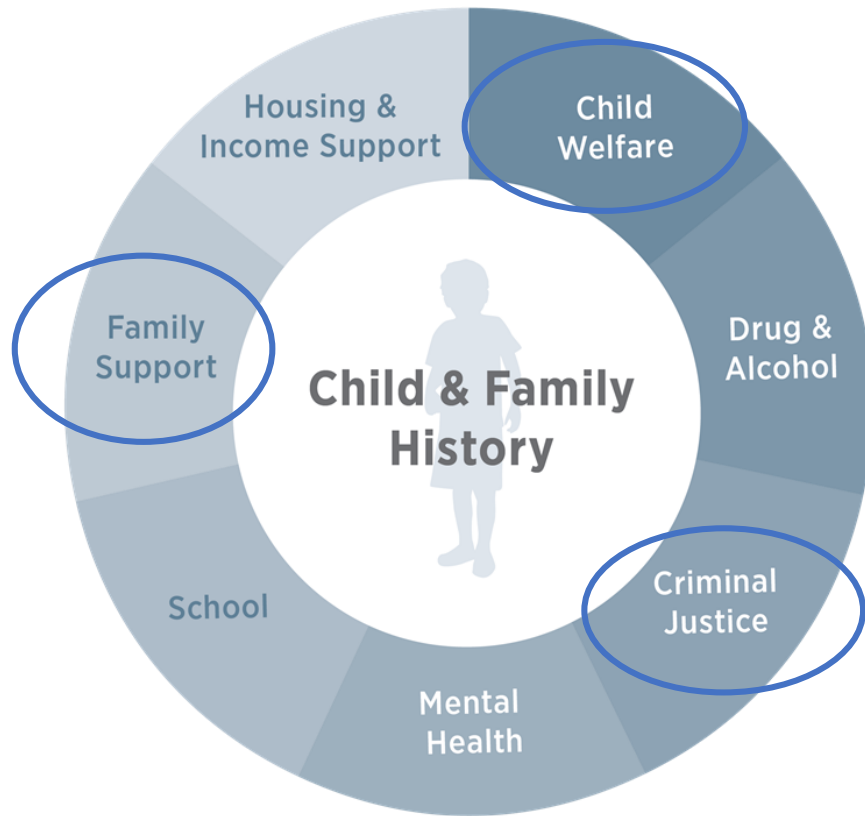 Child & Family
History
Child
Welfare
Drug &
Alcohol
Criminal
Justice
Mental
Health
School
Family
Support
Housing &
Income Support